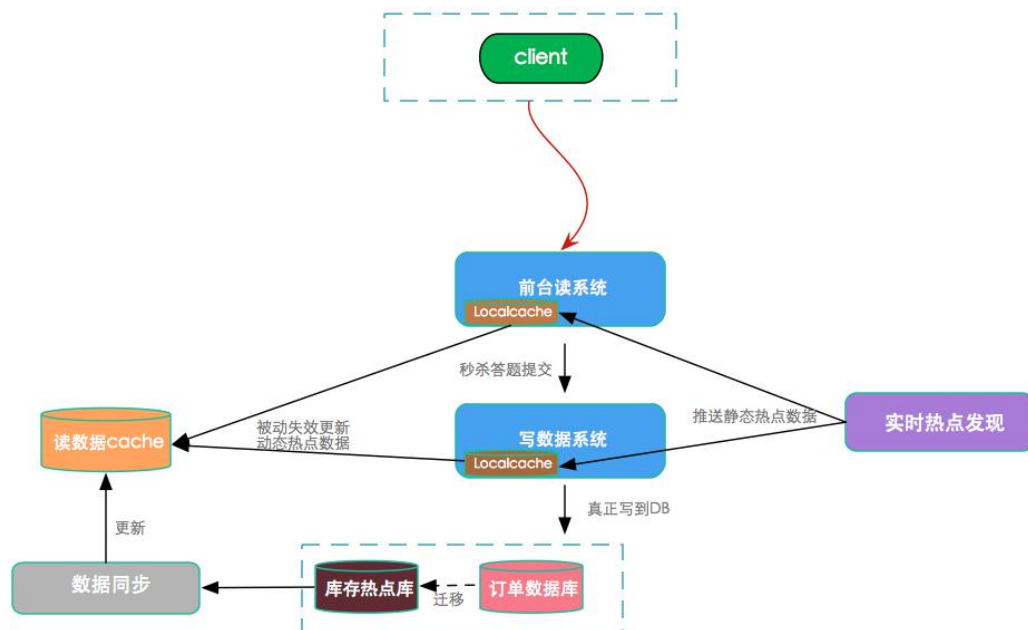 client
前台读系统
Localcache
秒杀答题提交
推送静态热点数据
实时热点发现
被动失效更新
动态热点数据
读数据cache
写数据系统
Localcache
真正写到DB
更新
数据同步
库存热点库
迁移
订单数据库